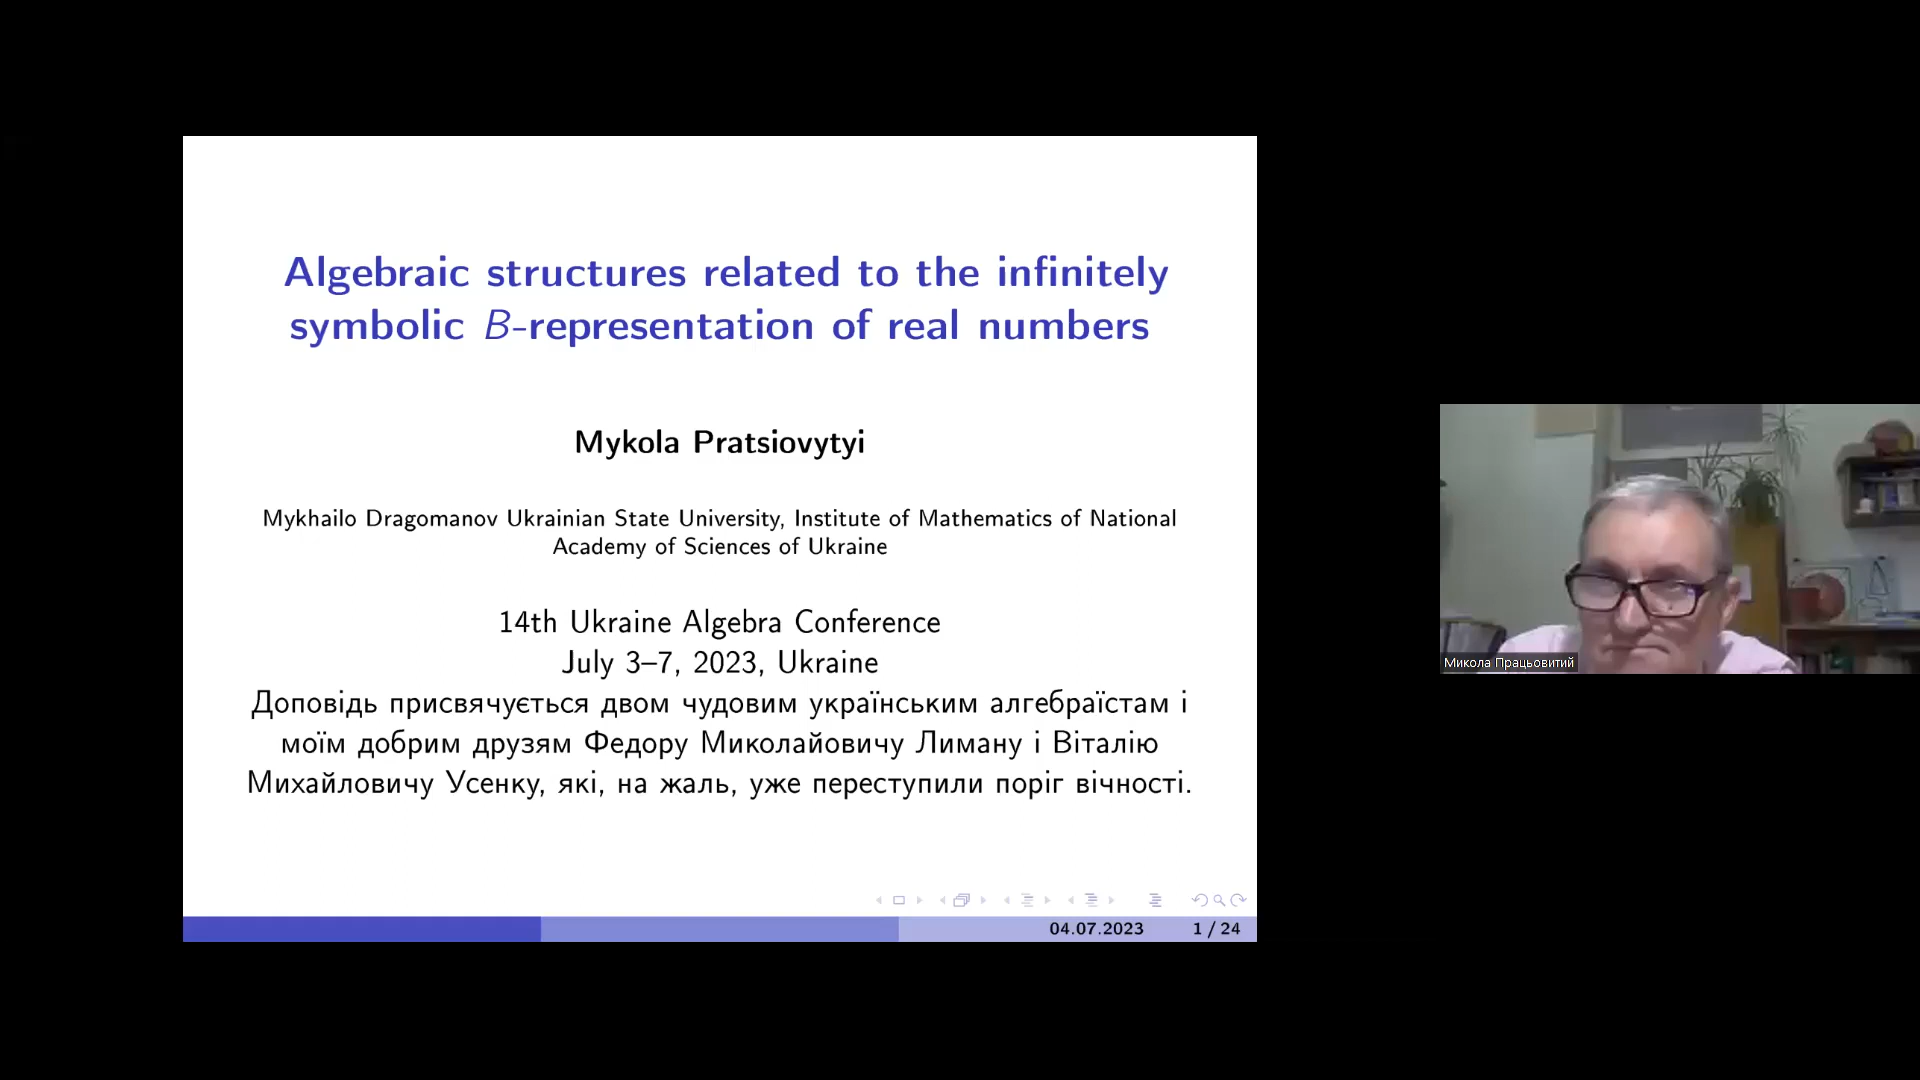 Algebraic structures related to the infinitely
symbolic B-representation of real numbers
Mykola Pratsiovytyi
Mykhailo Dragomanov Ukrainian State University, Institute of Mathematics of National
Academy of Sciences of Ukraine
14th Ukraine Algebra Conference
July 3–7, 2023, Ukraine
Доповідь присвячується двом чудовим українським алгебраїстам і
моїм добрим друзям Федору Миколайовичу Лиману і Віталію
Михайловичу Усенку, які, на жаль, уже переступили поріг вічності.
04.07.2023 1 / 24
Микола Працьовитий